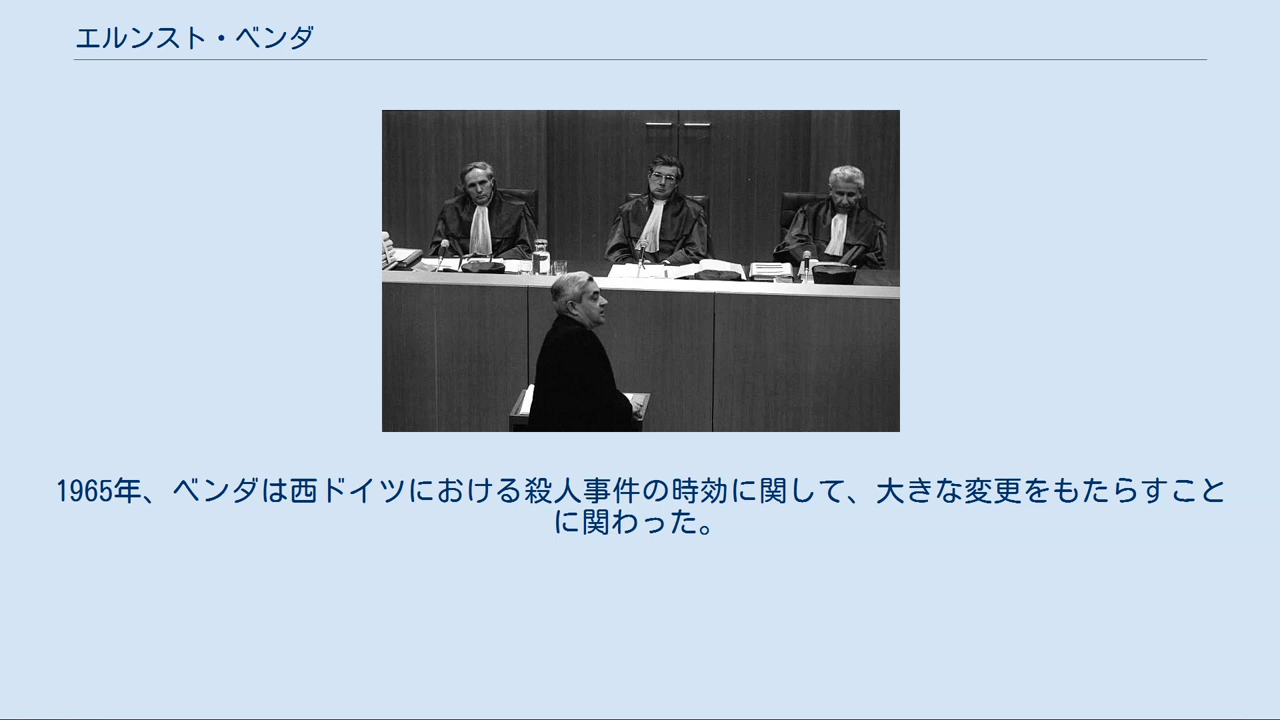 エルンスト・ベンダ
1965年、ベンダは西ドイツにおける殺人事件の時効に関して、大きな変更をもたらすこと
に関わった。